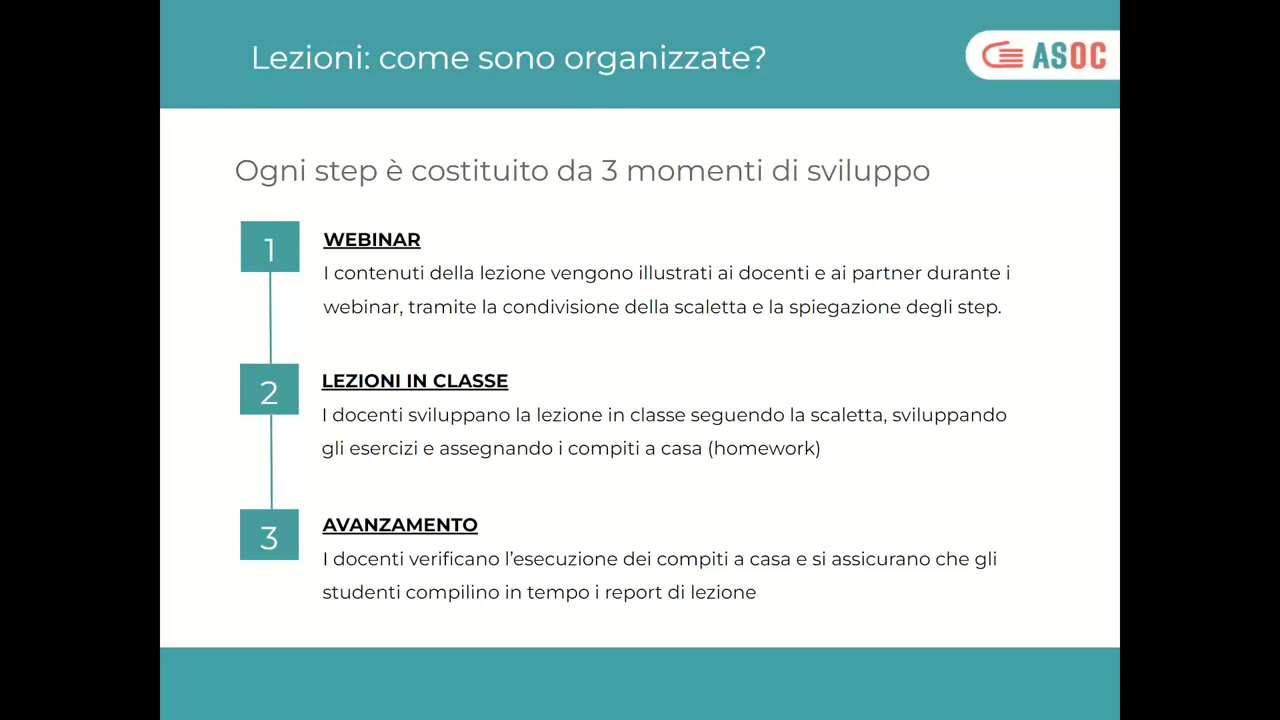 Lezioni: come sono organizzate?
ASOC
Ogni step è costituito da 3 momenti di sviluppo
1
WEBINAR
I contenuti della lezione vengono illustrati ai docenti e ai partner durante i
webinar, tramite la condivisione della scaletta e la spiegazione degli step.
2
LEZIONI IN CLASSE
I docenti sviluppano la lezione in classe seguendo la scaletta, sviluppando
gli esercizi e assegnando i compiti a casa (homework)
3
AVANZAMENTO
I docenti verificano l’esecuzione dei compiti a casa e si assicurano che gli
studenti compilino in tempo i report di lezione